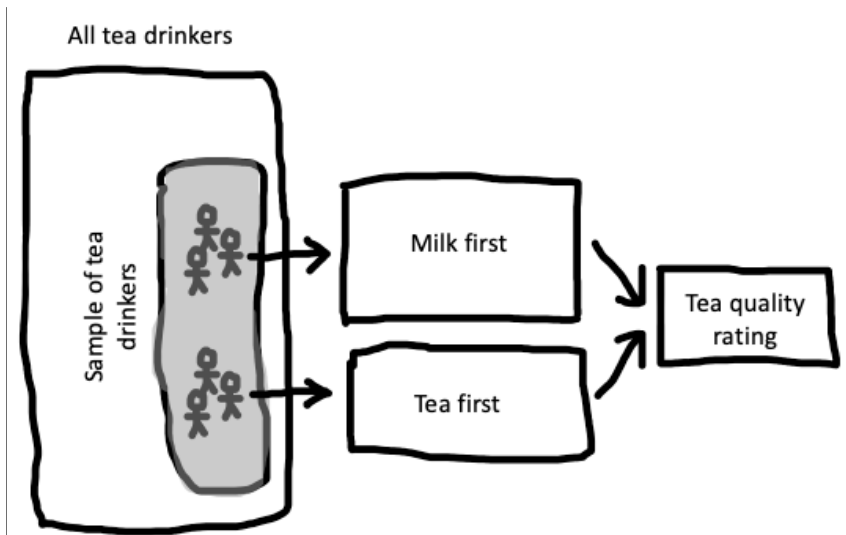 All tea drinkers
Sample of tea
drinkers
Milk first
Tea first
Tea quality
rating